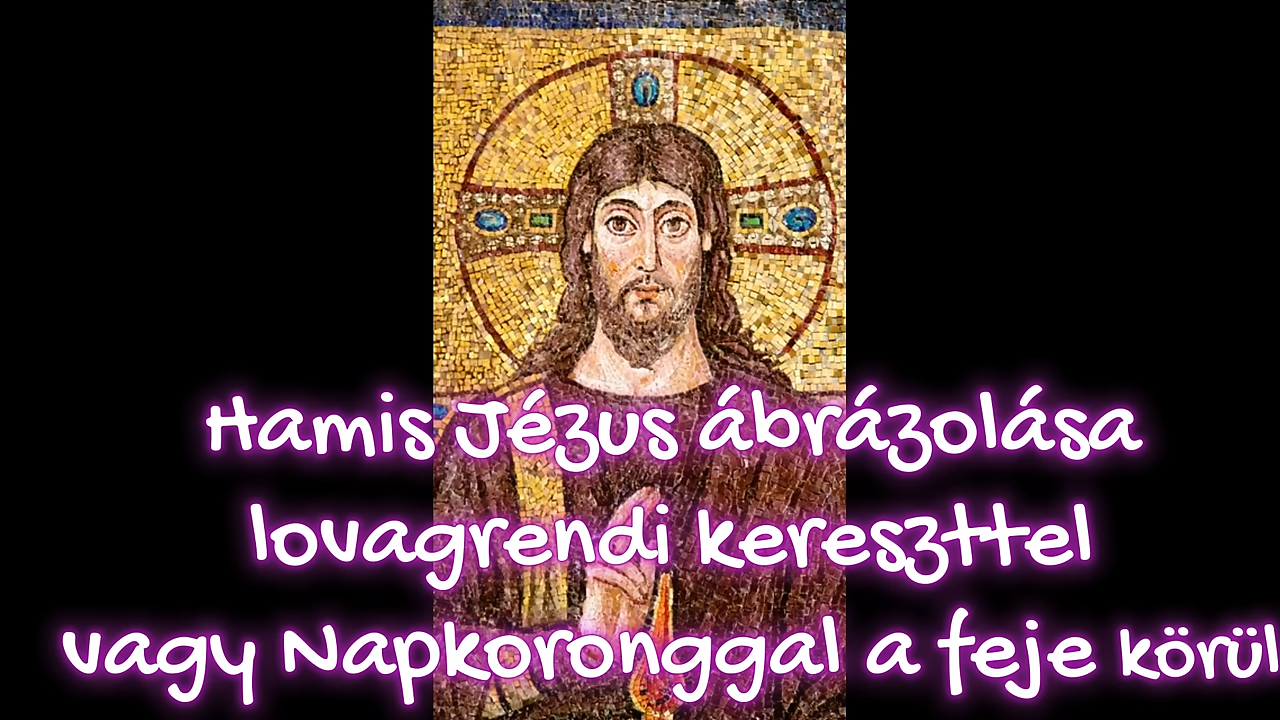 Hamis Jézus ábrázolása
lovagrendi kereszttel
vagy Napkoronggal a feje körül